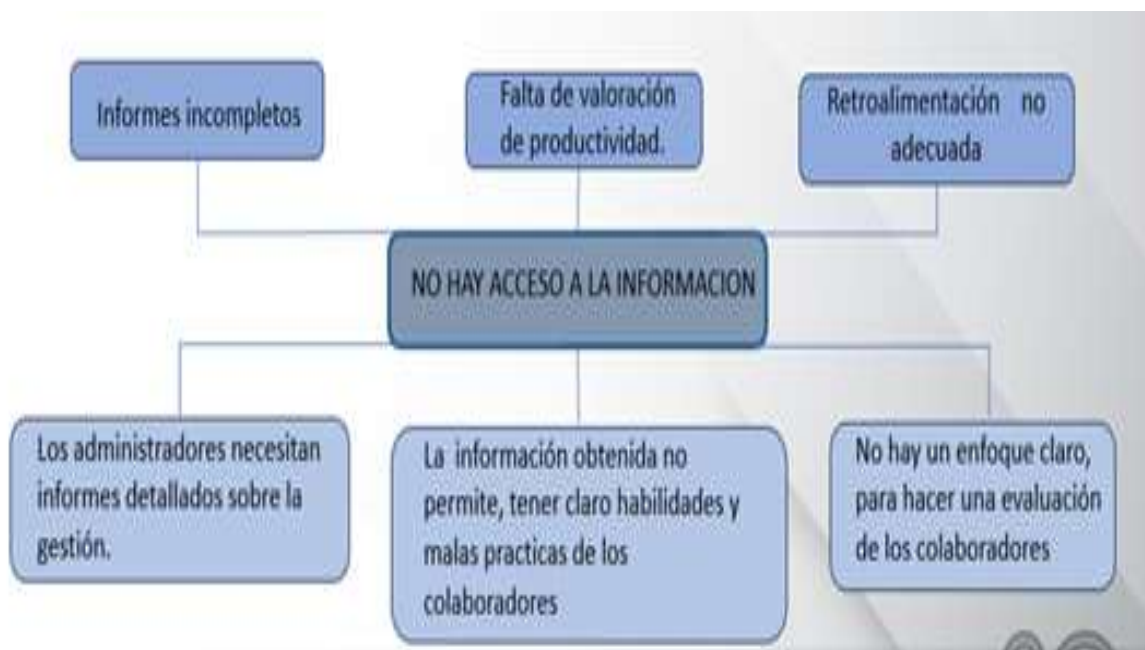 Informes incompletos
Falta de valoración
de productividad.
Retroalimentación no
adecuada
NO HAY ACCESO A LA INFORMACION
Los administradores necesitan
informes detallados sobre la
gestión.
La información obtenida no
permite, tener claro habilidades y
malas practicas de los
colaboradores
No hay un enfoque claro,
para hacer una evaluación
de los colaboradores